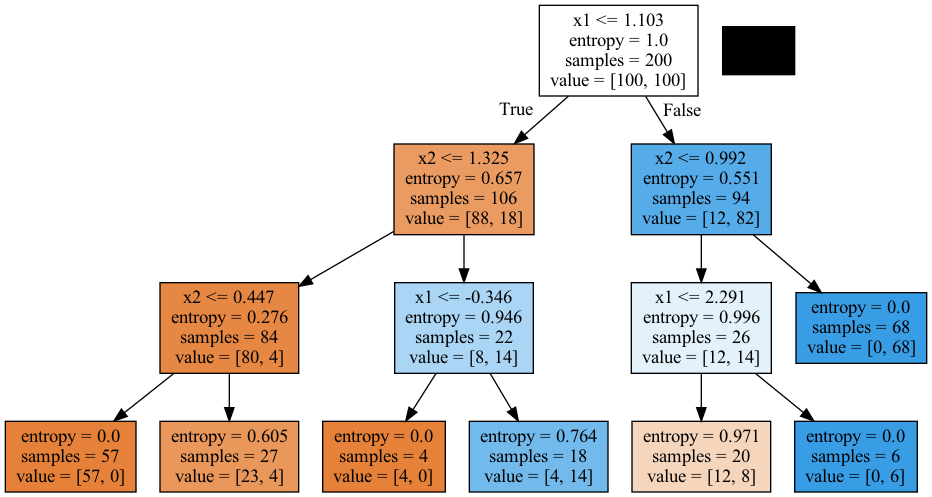 x1 <= 1.103
entropy = 1.0
samples = 200
value = [100, 100]
True
False
x2 <= 1.325
entropy = 0.657
samples = 106
value = [88, 18]
x2 <= 0.992
entropy = 0.551
samples = 94
value = [12, 82]
x2 <= 0.447
entropy = 0.276
samples = 84
value = [80, 4]
x1 <= -0.346
entropy = 0.946
samples = 22
value = [8, 14]
x1 <= 2.291
entropy = 0.996
samples = 26
value = [12, 14]
entropy = 0.0
samples = 68
value = [0, 68]
entropy = 0.0
samples = 57
value = [57, 0]
entropy = 0.605
samples = 27
value = [23, 4]
entropy = 0.0
samples = 4
value = [4, 0]
entropy = 0.764
samples = 18
value = [4, 14]
entropy = 0.971
samples = 20
value = [12, 8]
entropy = 0.0
samples = 6
value = [0, 6]